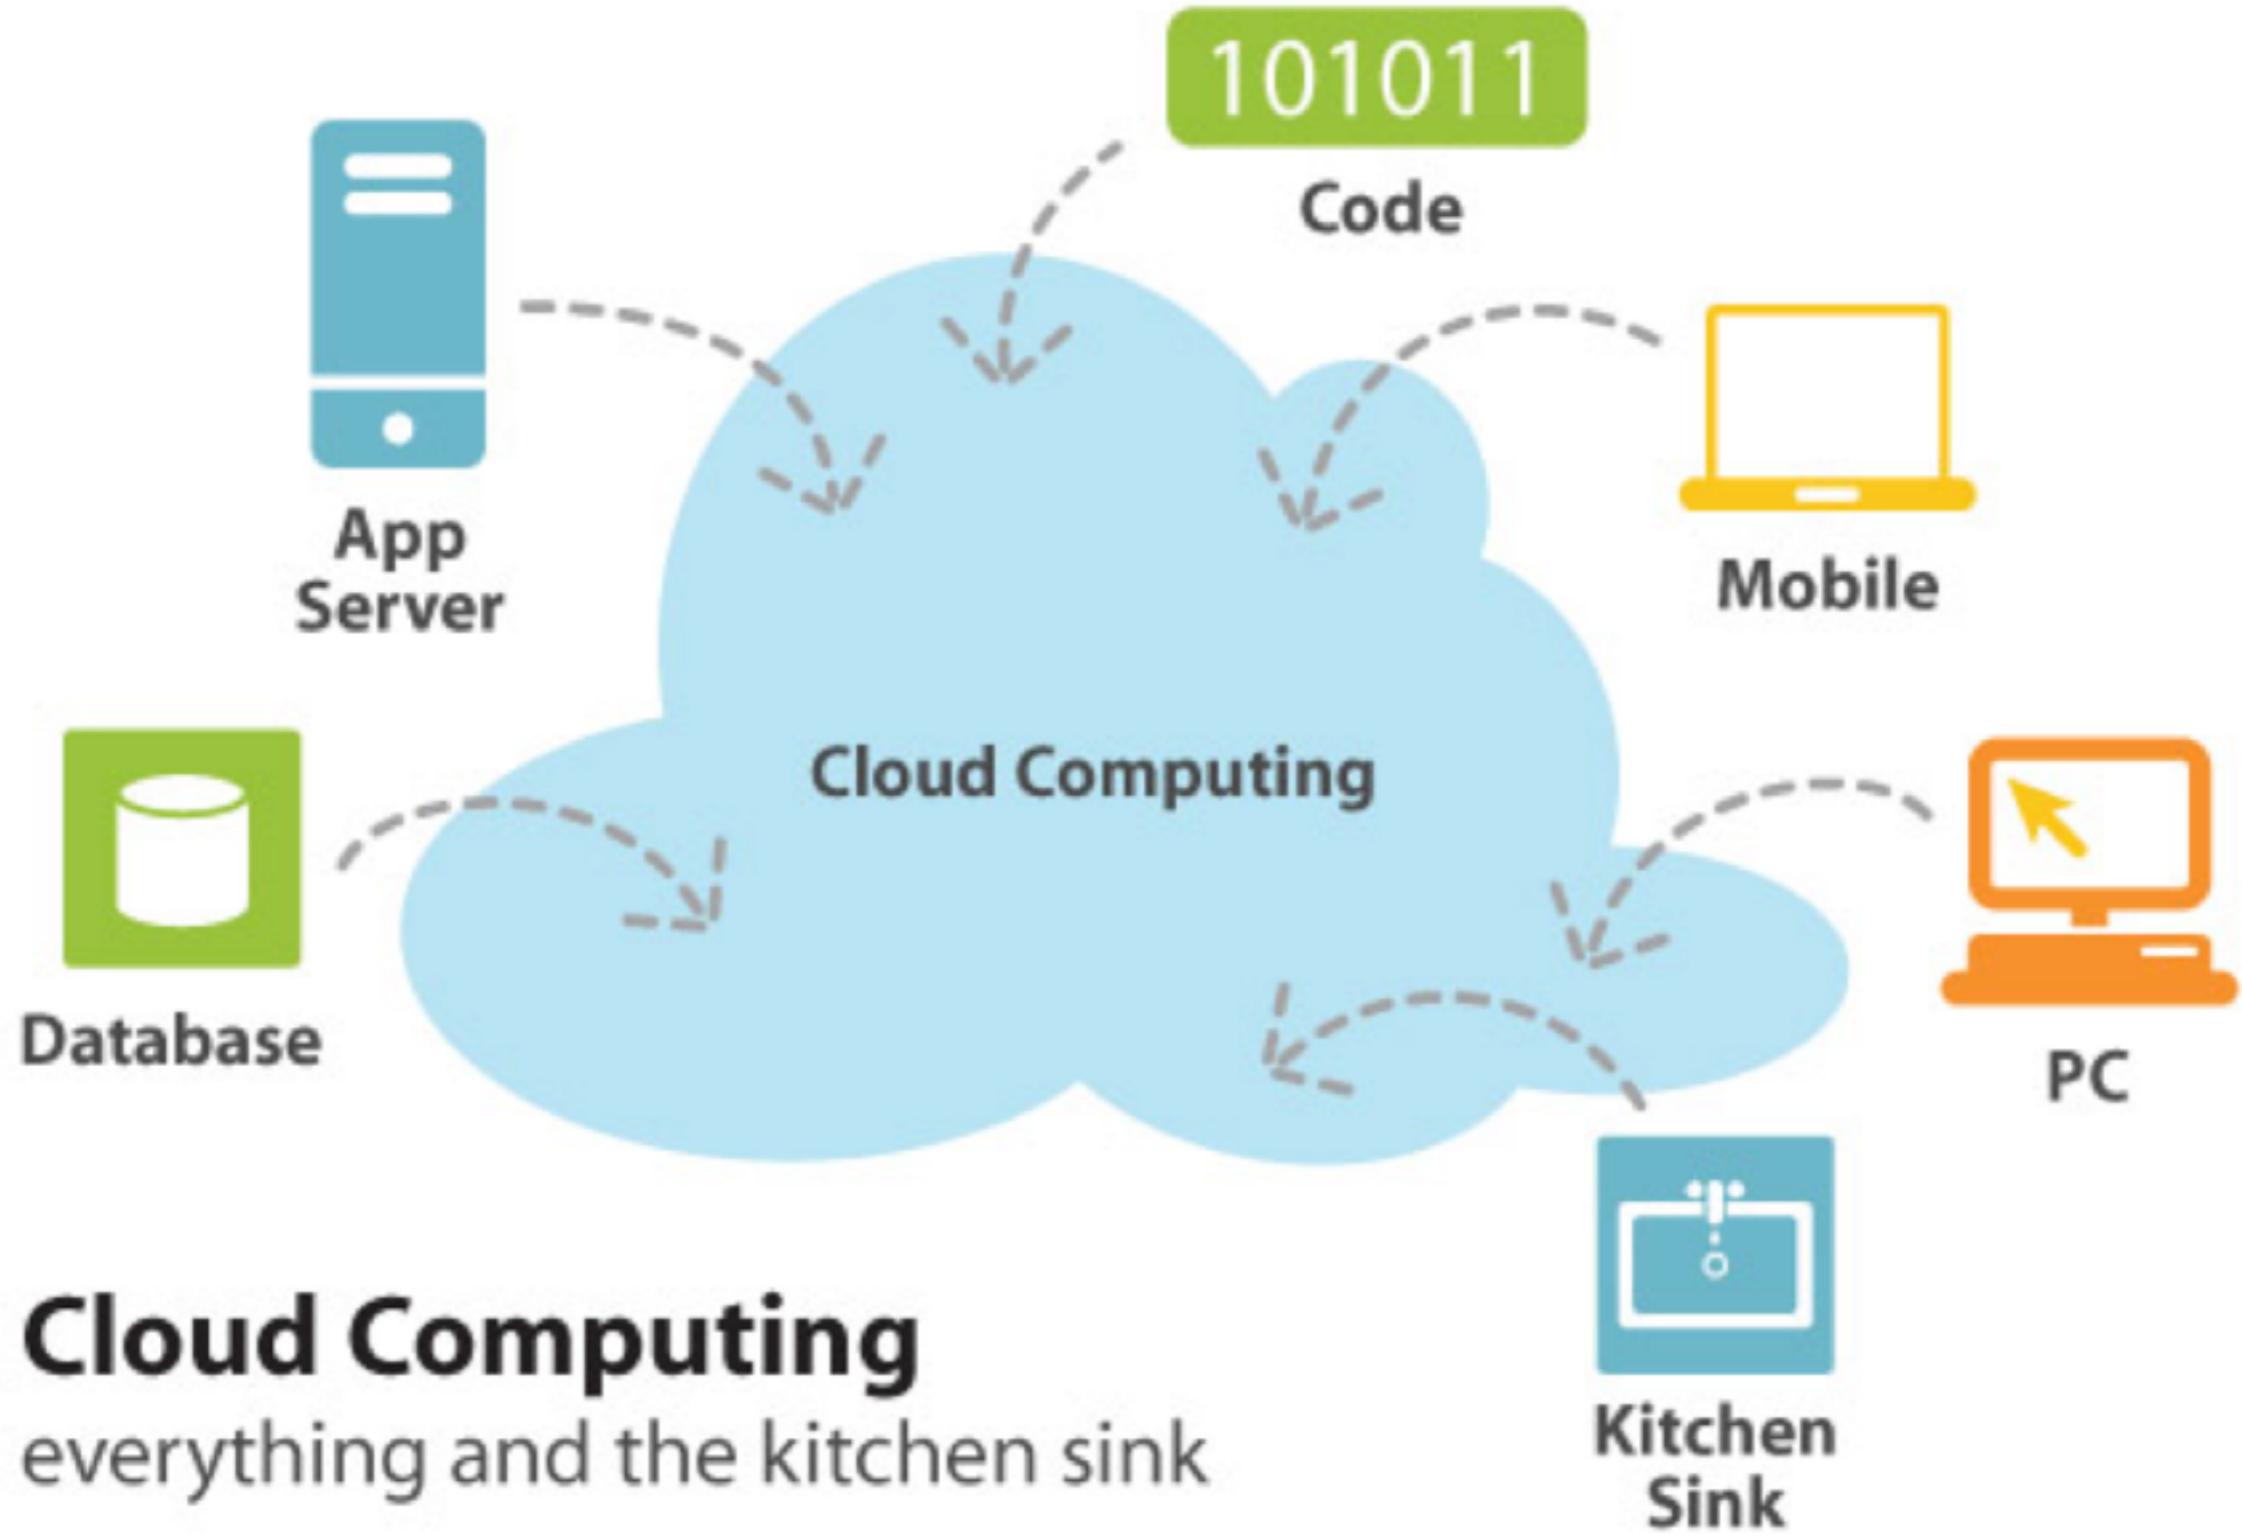 101011
Code
App
Server
Mobile
Cloud Computing
Database
PC
Cloud Computing
everything and the kitchen sink
Kitchen
Sink